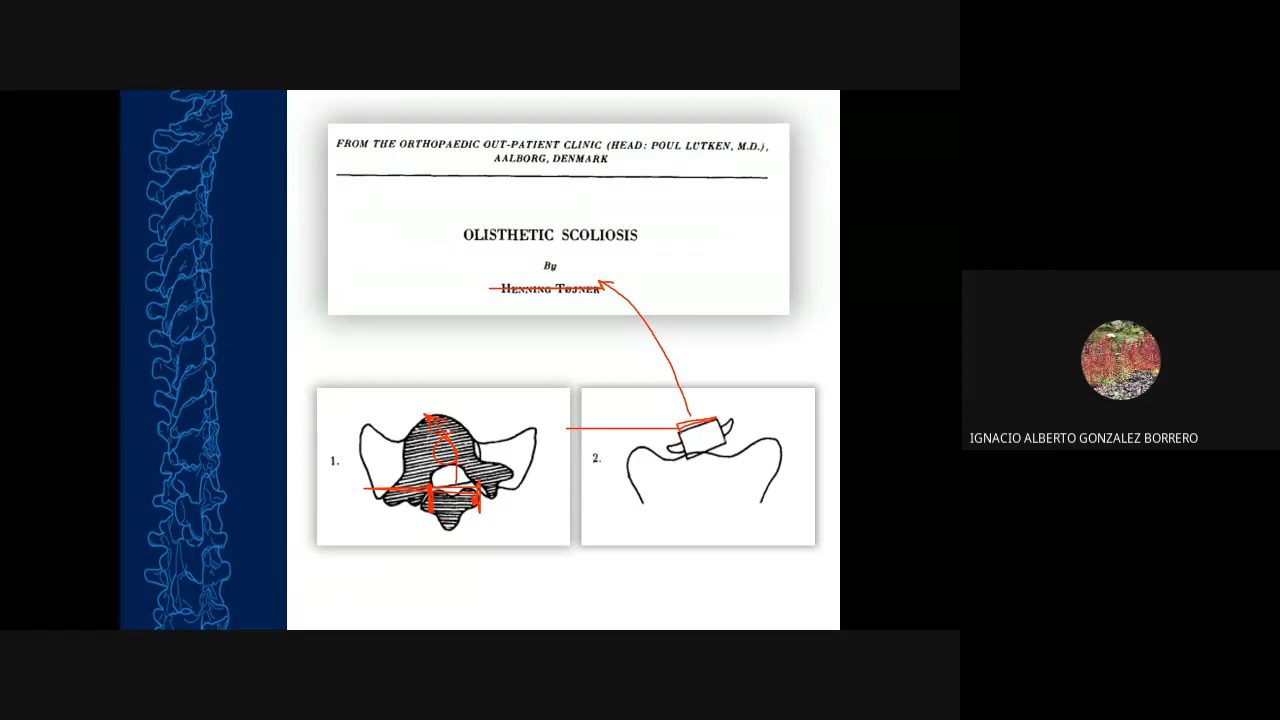 FROM THE ORTHOPAEDIC OUT-PATIENT CLINIC (HEAD: POUL LUTKEN, M.D.),
AALBORG, DENMARK
OLISTHETIC SCOLIOSIS
By
HENNING TØJNER
1.
2.
IGNACIO ALBERTO GONZALEZ BORRERO